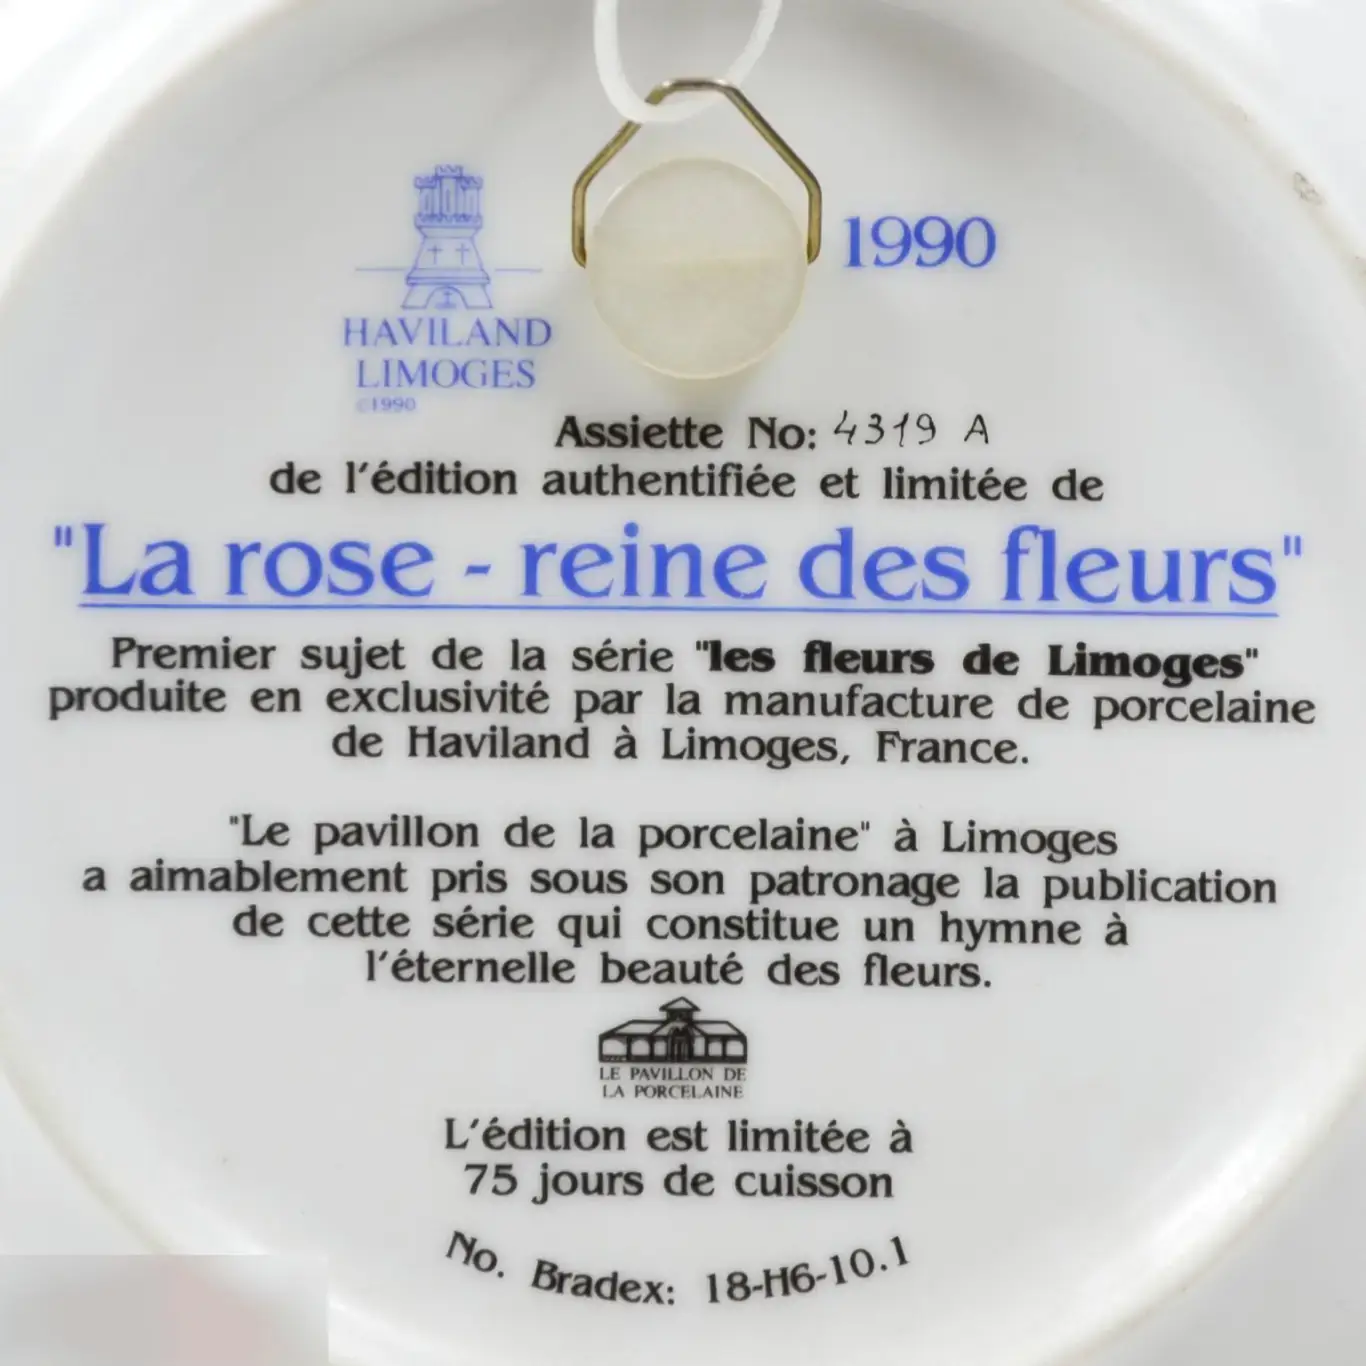 1990
HAVILAND
LIMOGES
©1990
Assiette No: 4319 A
de l'édition authentifiée et limitée de
"La rose - reine des fleurs"
Premier sujet de la série "les fleurs de Limoges"
produite en exclusivité par la manufacture de porcelaine
de Haviland à Limoges, France.
"Le pavillon de la porcelaine" à Limoges
a aimablement pris sous son patronage la publication
de cette série qui constitue un hymne à
l'éternelle beauté des fleurs.
LE PAVILLON DE
LA PORCELAINE
L'édition est limitée à
75 jours de cuisson
No. Bradex: 18-H6-10.1